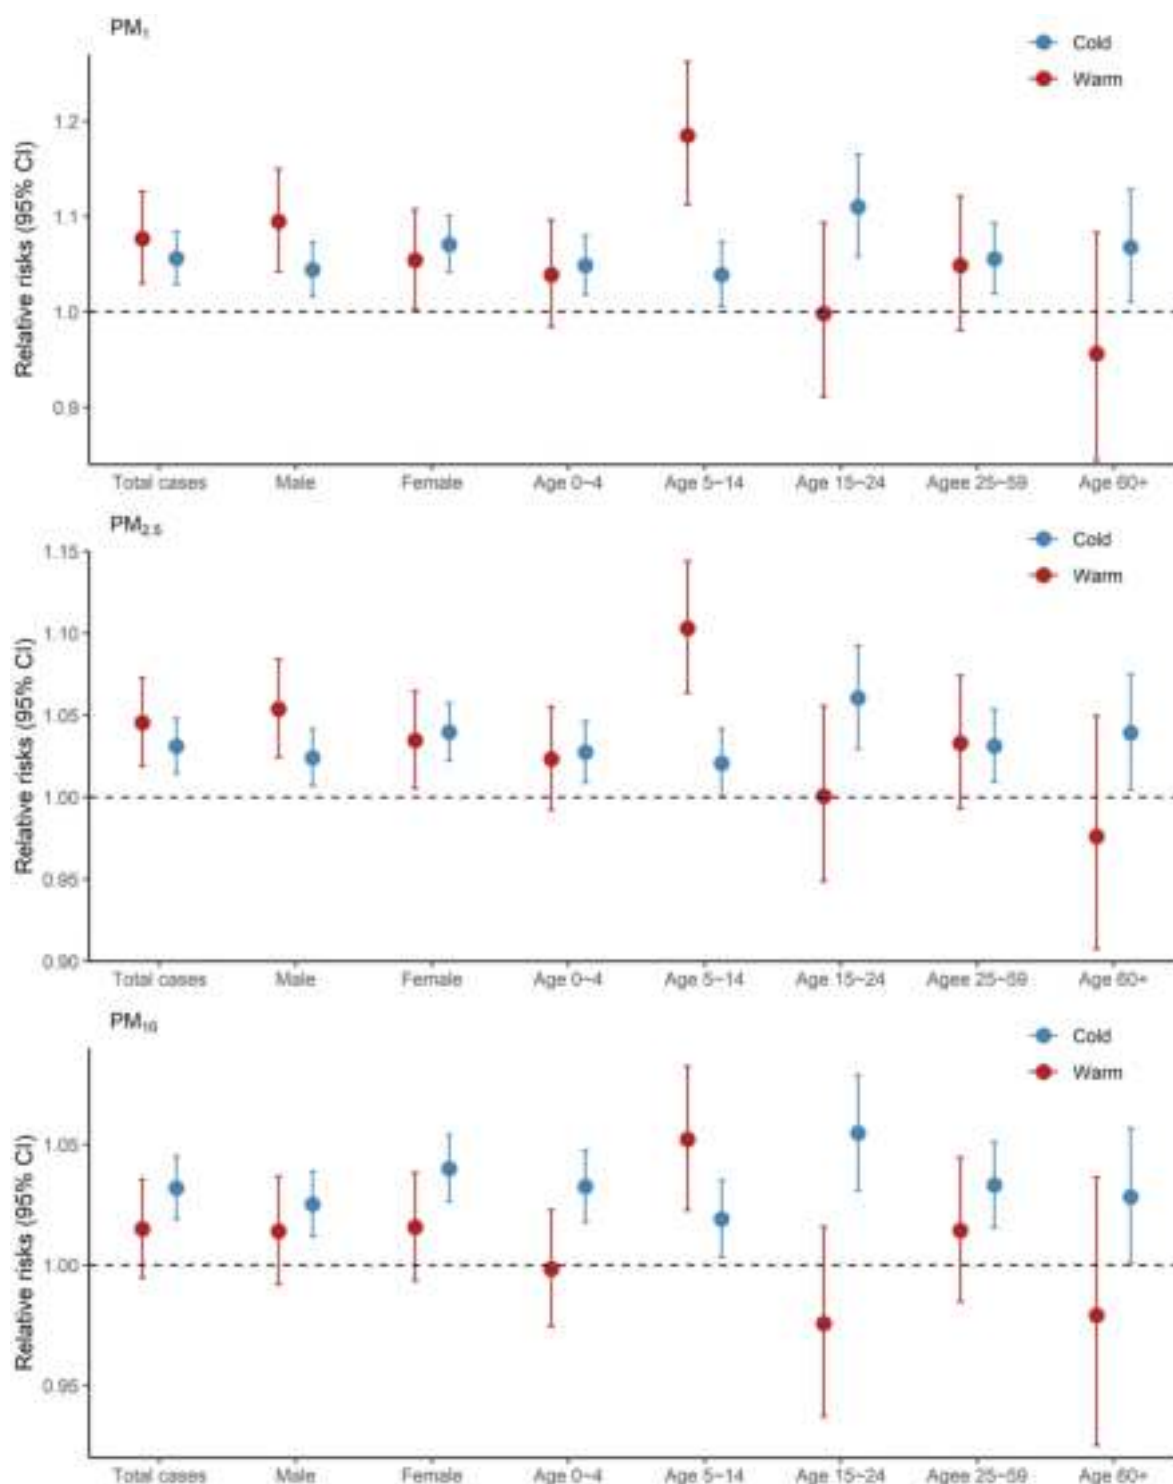 PM₁
Cold
Warm
Relative risks (95% CI)
1.2
1.1
1.0
0.9
Total cases Male Female Age 0~4 Age 5~14 Age 15~24 Agee 25~59 Age 60+
PM₂.₅
Cold
Warm
Relative risks (95% CI)
1.15
1.10
1.05
1.00
0.95
0.90
Total cases Male Female Age 0~4 Age 5~14 Age 15~24 Agee 25~59 Age 60+
PM₁₀
Cold
Warm
Relative risks (95% CI)
1.05
1.00
0.95
Total cases Male Female Age 0~4 Age 5~14 Age 15~24 Agee 25~59 Age 60+